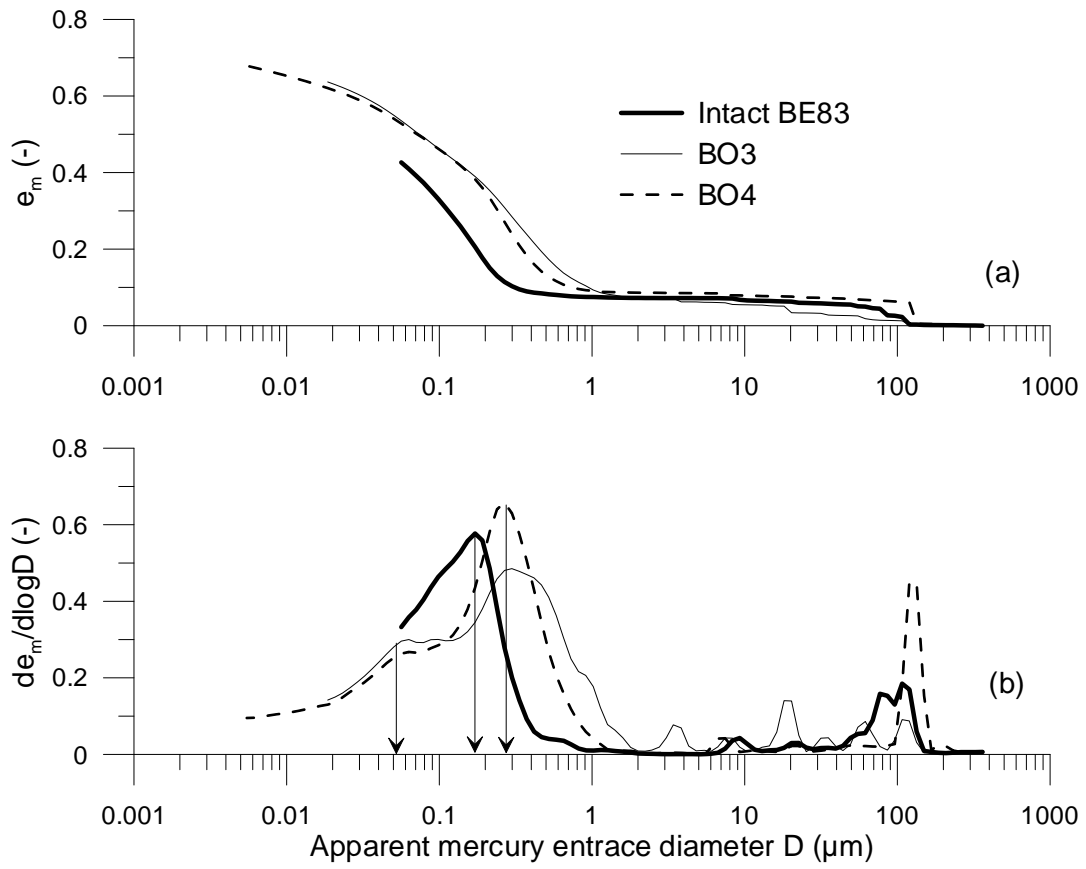 0.8
0.6
0.4
0.2
0
e_m (-)
Intact BE83
BO3
BO4
(a)
0.001 0.01 0.1 1 10 100 1000
0.8
0.6
0.4
0.2
0
de_m/dlogD (-)
(b)
0.001 0.01 0.1 1 10 100 1000
Apparent mercury entrace diameter D (µm)